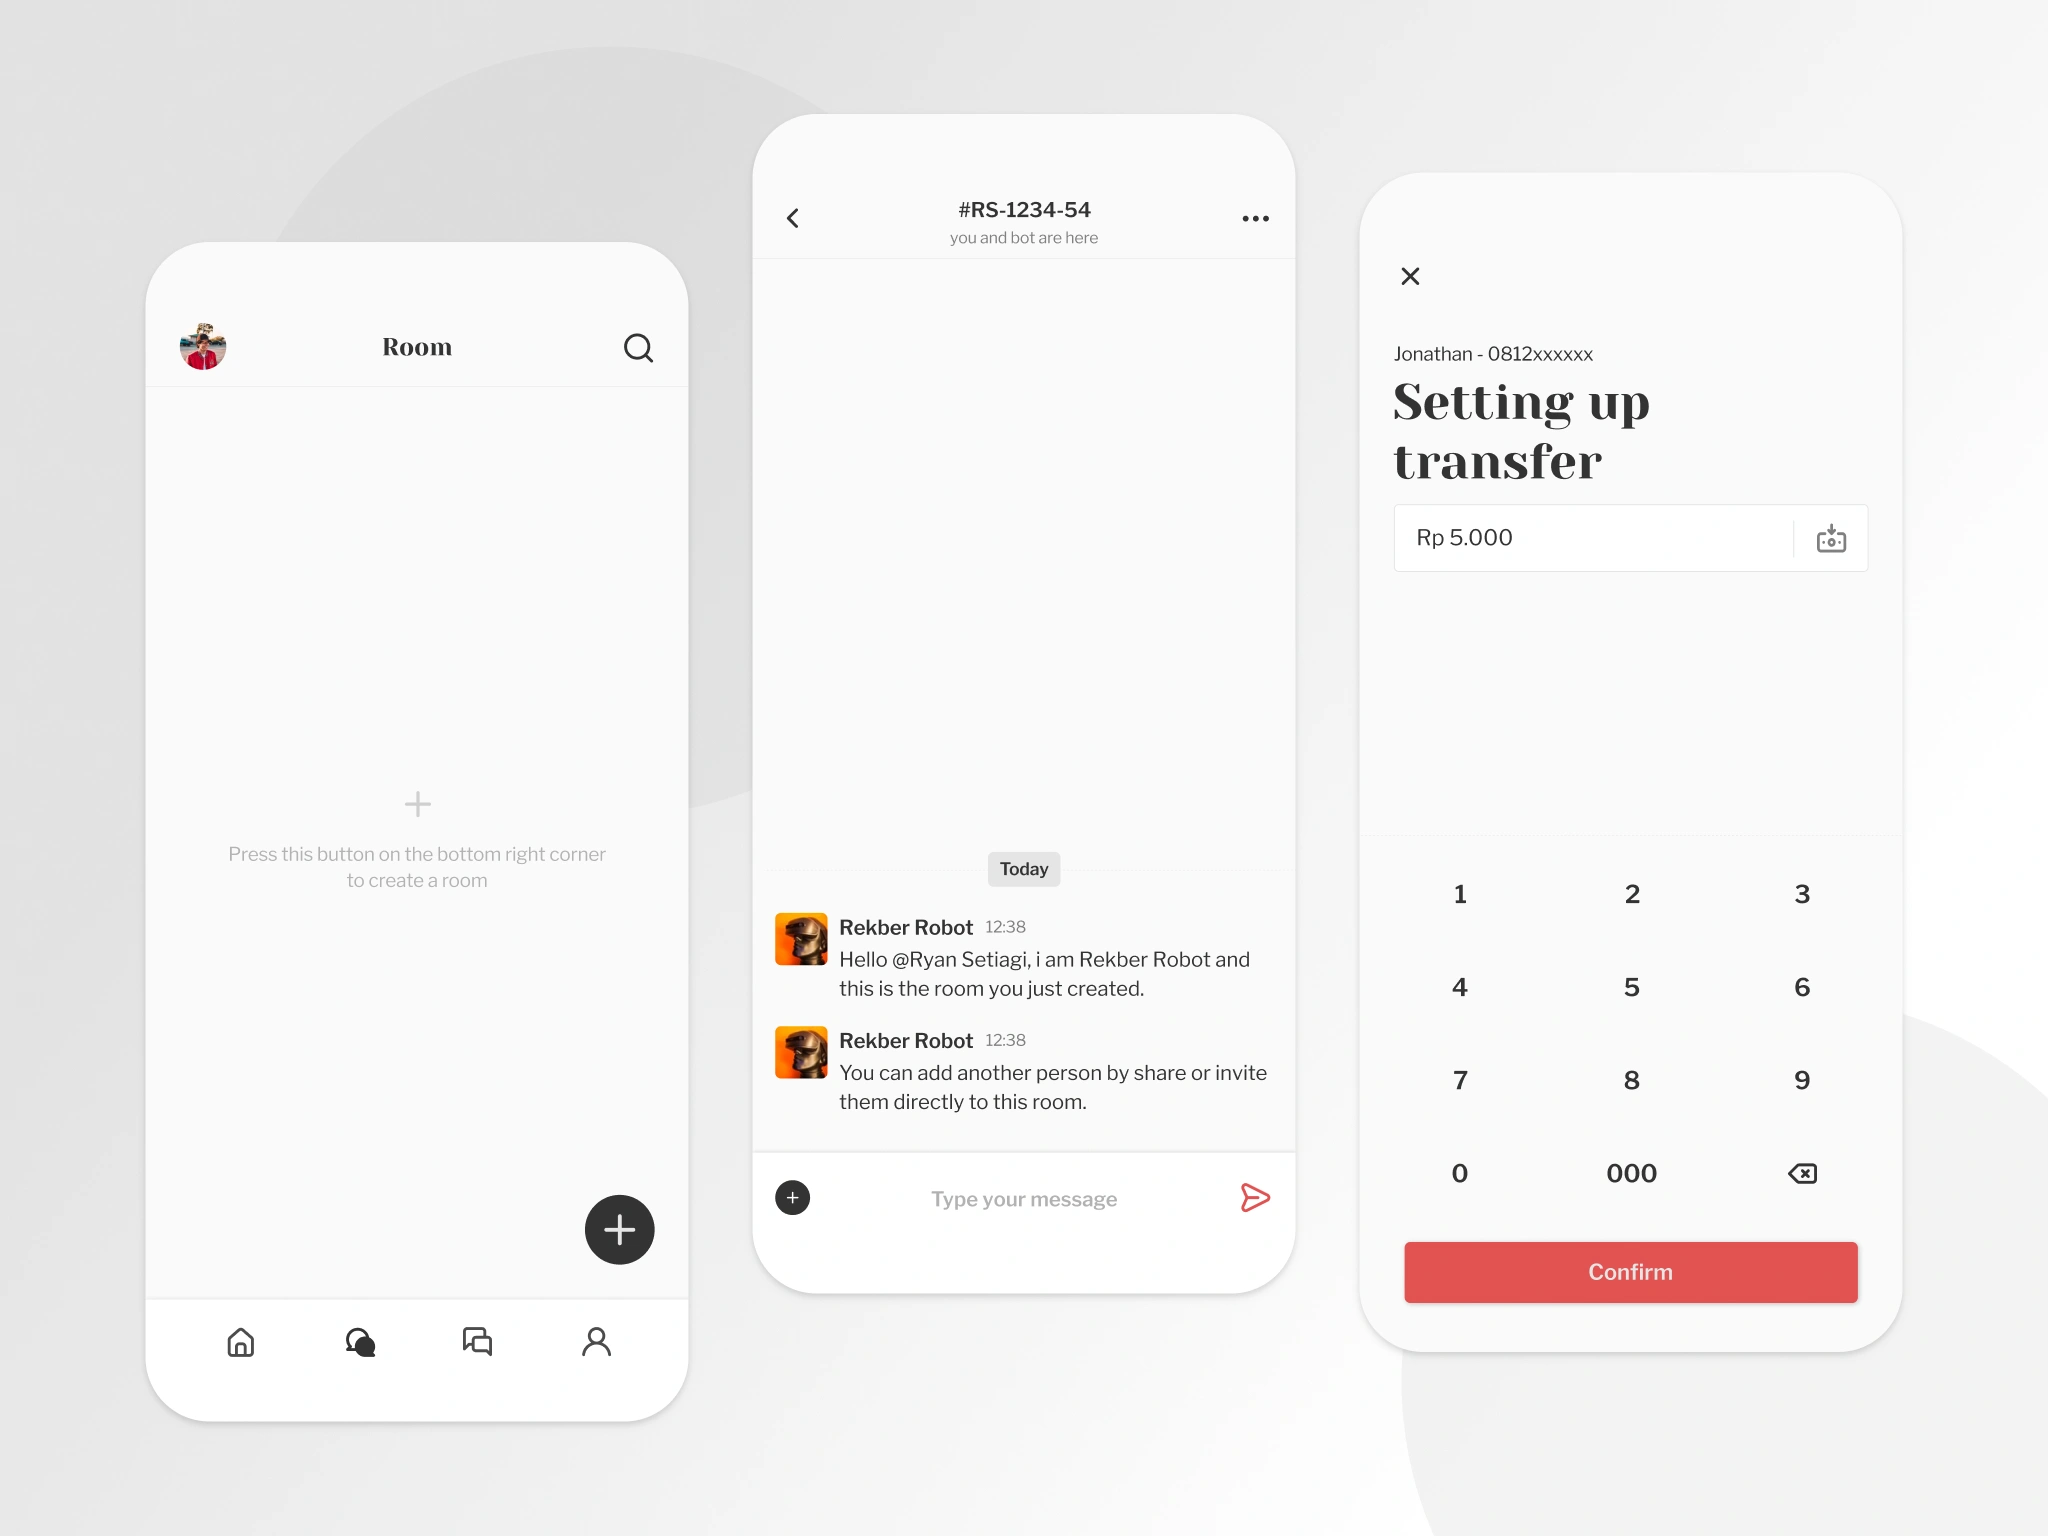 Room
Press this button on the bottom right corner
to create a room
#RS-1234-54
you and bot are here
Today
Rekber Robot 12:38
Hello @Ryan Setiagi, i am Rekber Robot and
this is the room you just created.
Rekber Robot 12:38
You can add another person by share or invite
them directly to this room.
Type your message
Jonathan - 0812xxxxxx
Setting up
transfer
Rp 5.000
1 2 3
4 5 6
7 8 9
0 000
Confirm